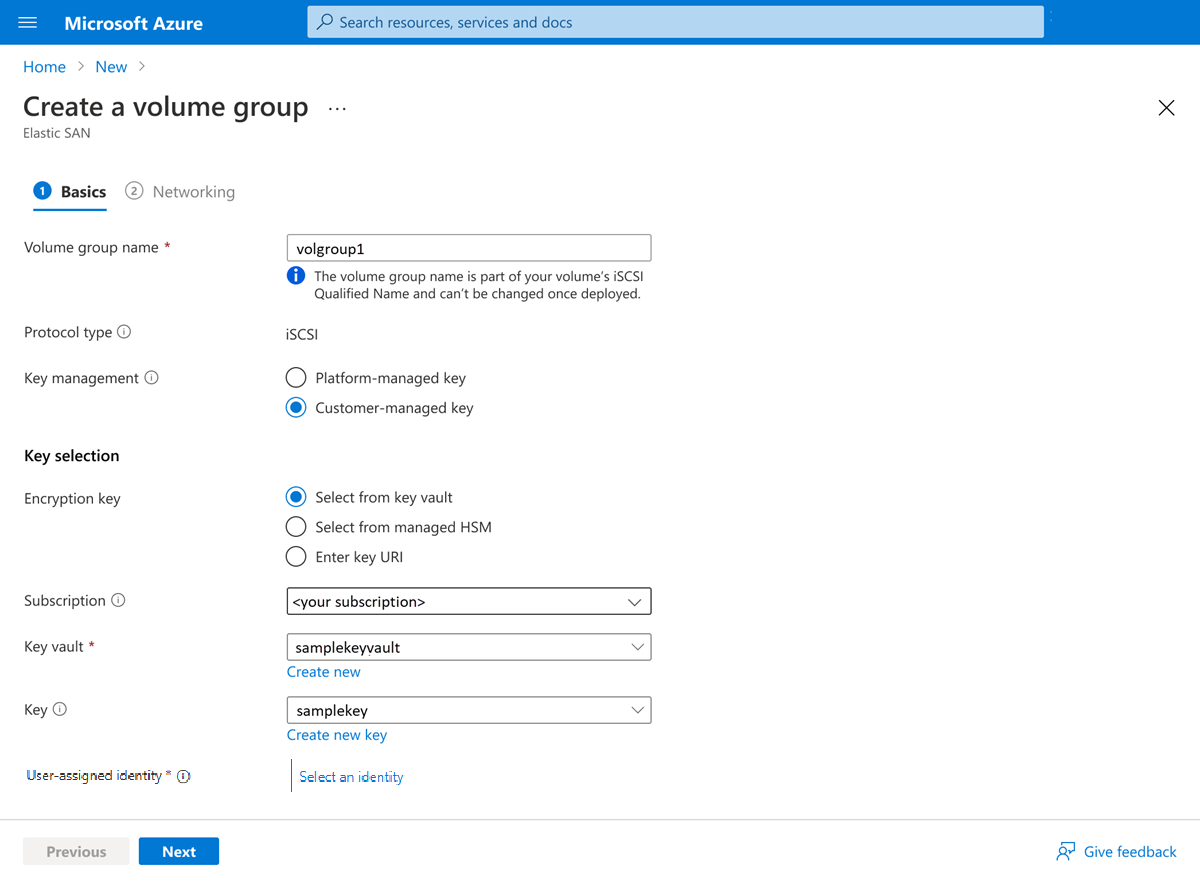 Microsoft Azure
Search resources, services and docs
Home > New >
Create a volume group ...
Elastic SAN
1 Basics 2 Networking
Volume group name *
volgroup1
The volume group name is part of your volume's iSCSI
Qualified Name and can't be changed once deployed.
Protocol type
iSCSI
Key management
Platform-managed key
Customer-managed key
Key selection
Encryption key
Select from key vault
Select from managed HSM
Enter key URI
Subscription
<your subscription>
Key vault *
samplekeyvault
Create new
Key
samplekey
Create new key
User-assigned identity *
Select an identity
Previous
Next
Give feedback